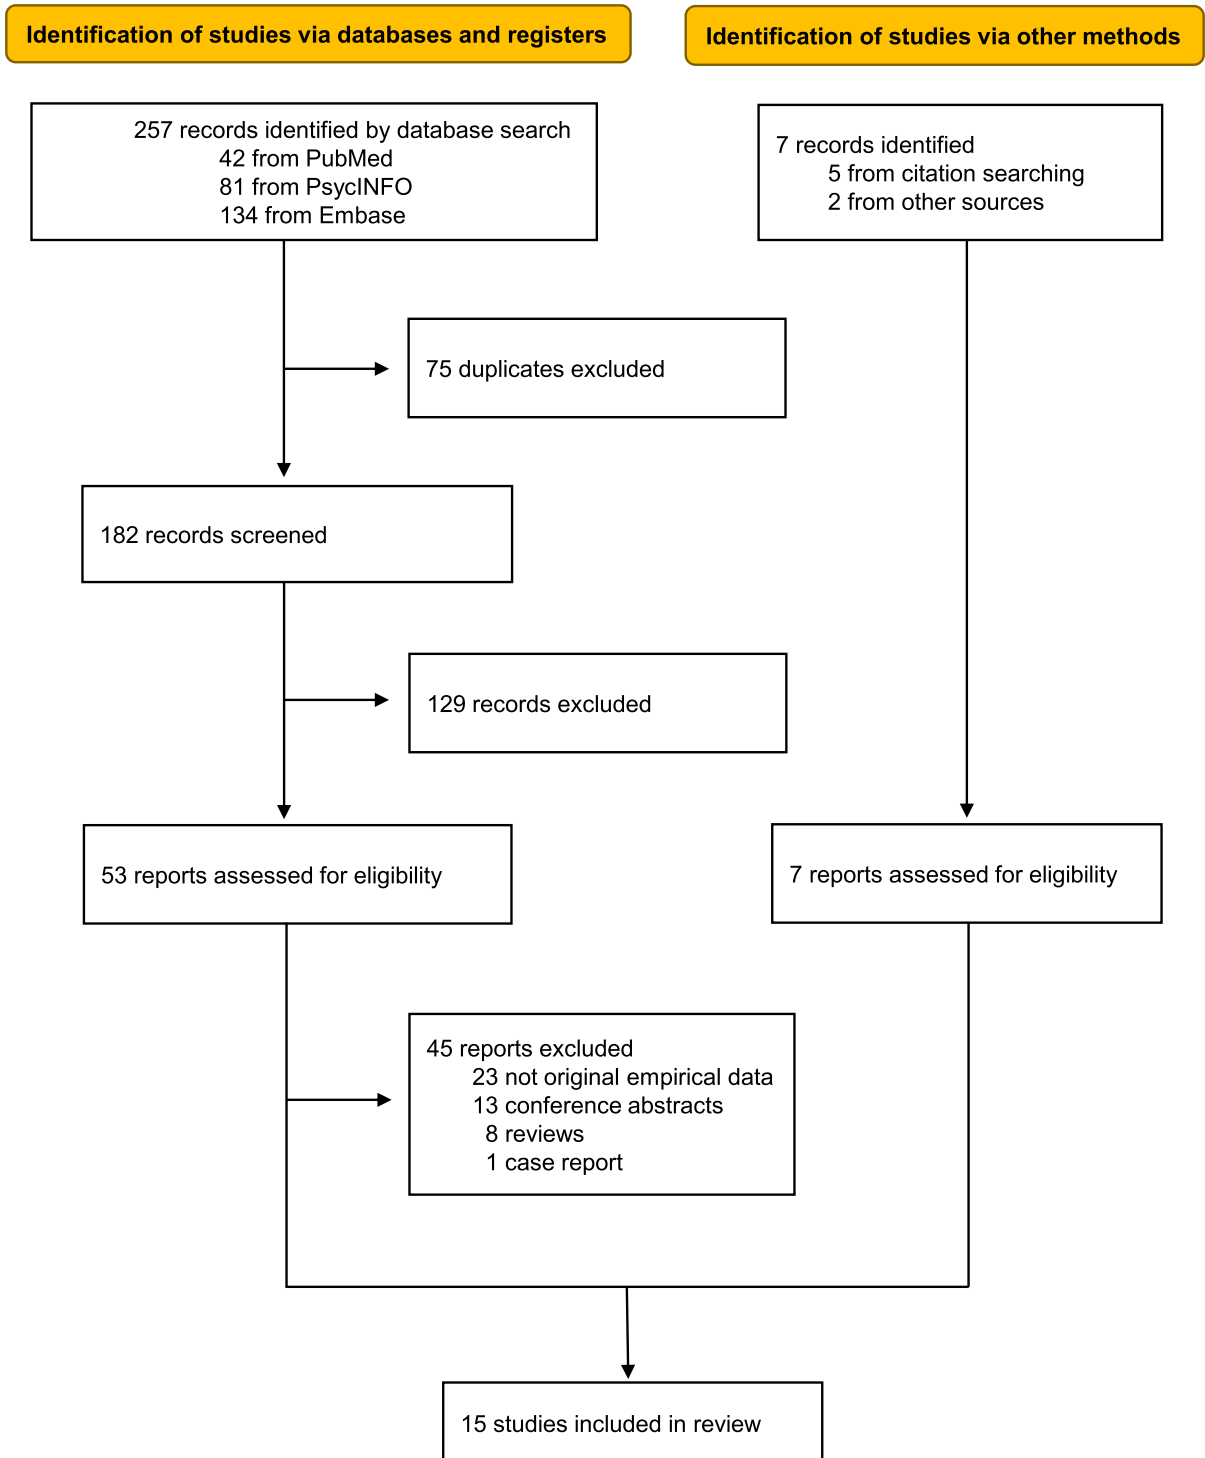 Identification of studies via databases and registers
Identification of studies via other methods
257 records identified by database search
42 from PubMed
81 from PsycINFO
134 from Embase
7 records identified
5 from citation searching
2 from other sources
75 duplicates excluded
182 records screened
129 records excluded
53 reports assessed for eligibility
7 reports assessed for eligibility
45 reports excluded
23 not original empirical data
13 conference abstracts
8 reviews
1 case report
15 studies included in review